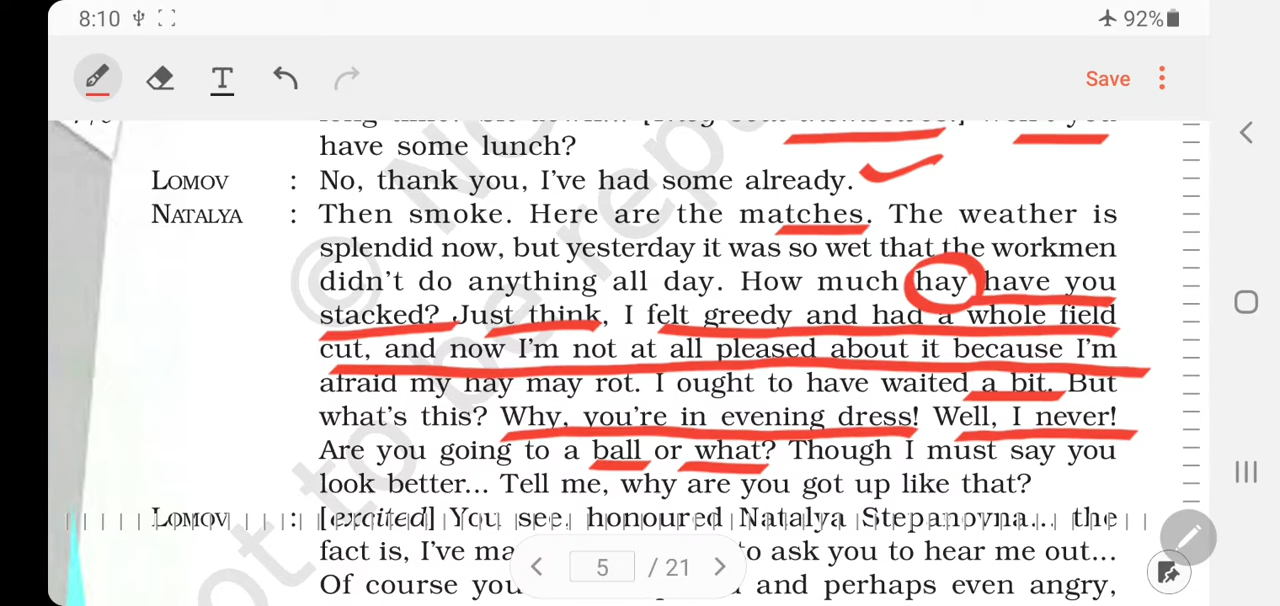 8:10 92%
T Save
have some lunch?
LOMOV : No, thank you, I've had some already.
NATALYA : Then smoke. Here are the matches. The weather is
splendid now, but yesterday it was so wet that the workmen
didn't do anything all day. How much hay have you
stacked? Just think, I felt greedy and had a whole field
cut, and now I'm not at all pleased about it because I'm
afraid my hay may rot. I ought to have waited a bit. But
what's this? Why, you're in evening dress! Well, I never!
Are you going to a ball or what? Though I must say you
look better... Tell me, why are you got up like that?
LOMOV : [excited] You see, honoured Natalya Stepanovna... the
fact is, I've ma to ask you to hear me out...
Of course you and perhaps even angry,
5 / 21